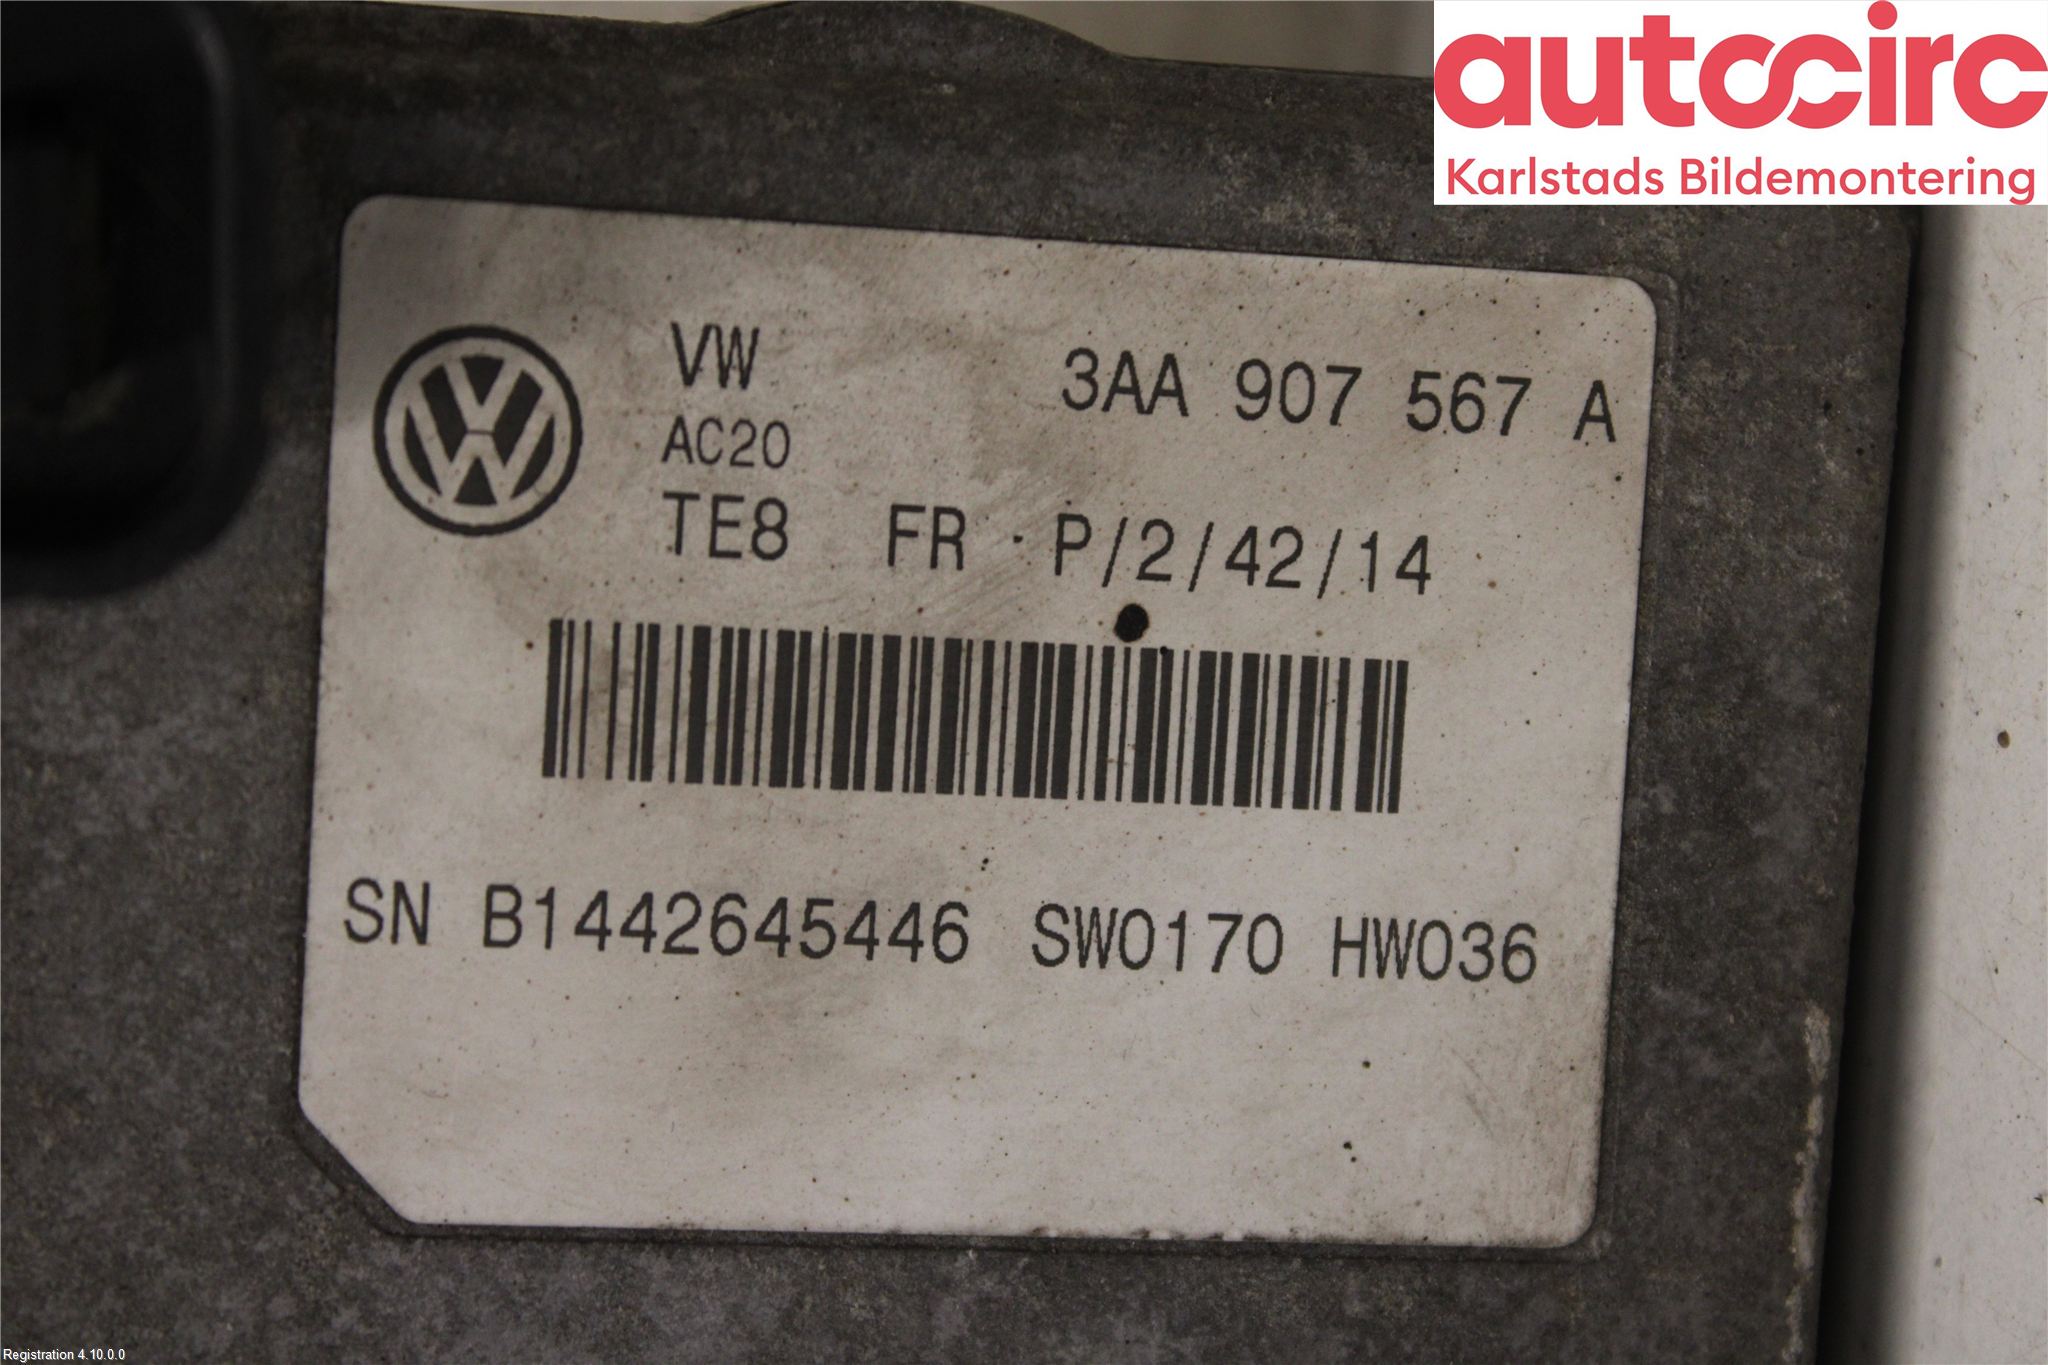 autocirc
Karlstads Bildemontering
VW 3AA 907 567 A
AC20
TE8 FR P/2/42/14
SN B1442645446 SW0170 HW036
Registration 4.10.0.0